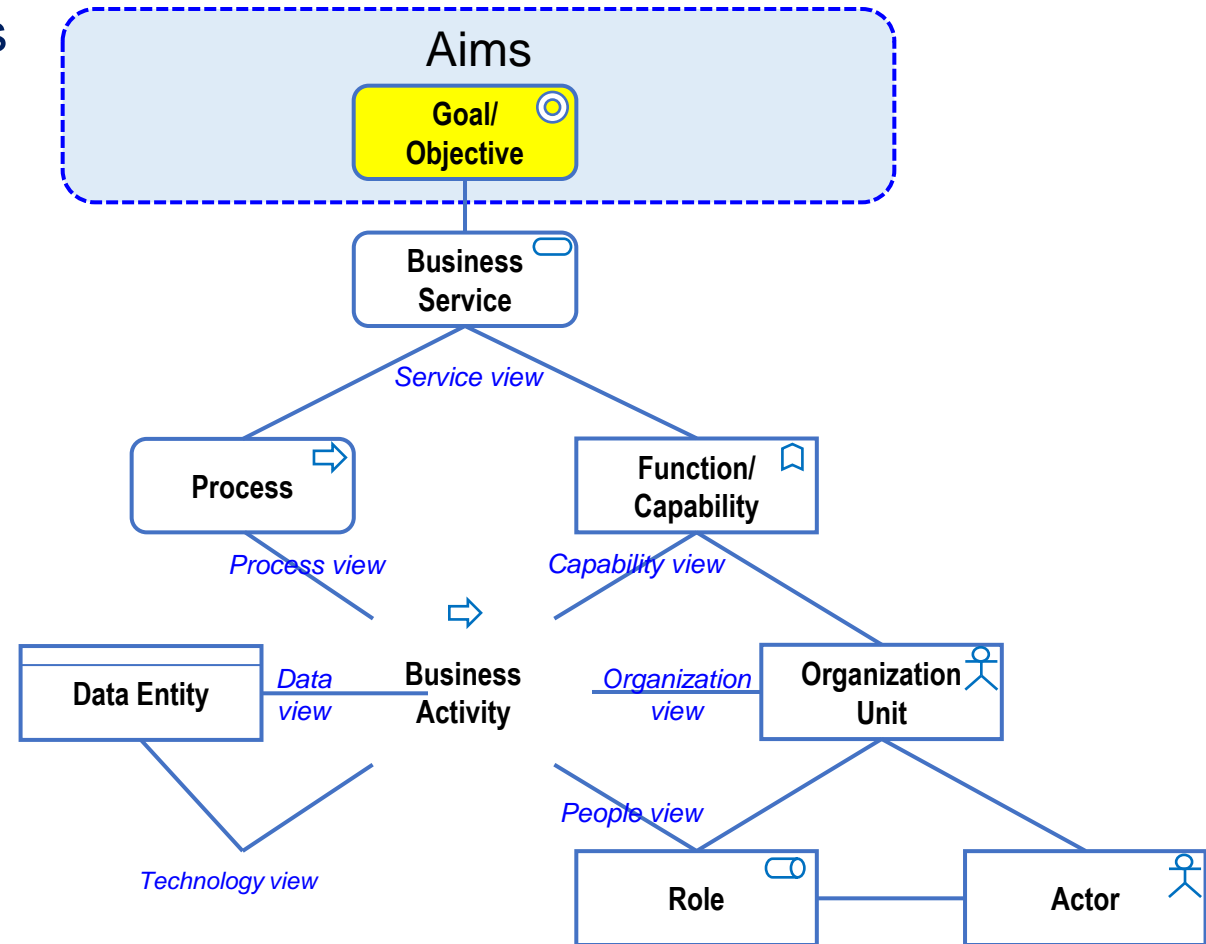 s
Aims
Goal/
Objective
Business
Service
Service view
Process
Function/
Capability
Process view
Capability view
Data Entity
Data
view
Business
Activity
Organization
view
Organization
Unit
People view
Technology view
Role
Actor